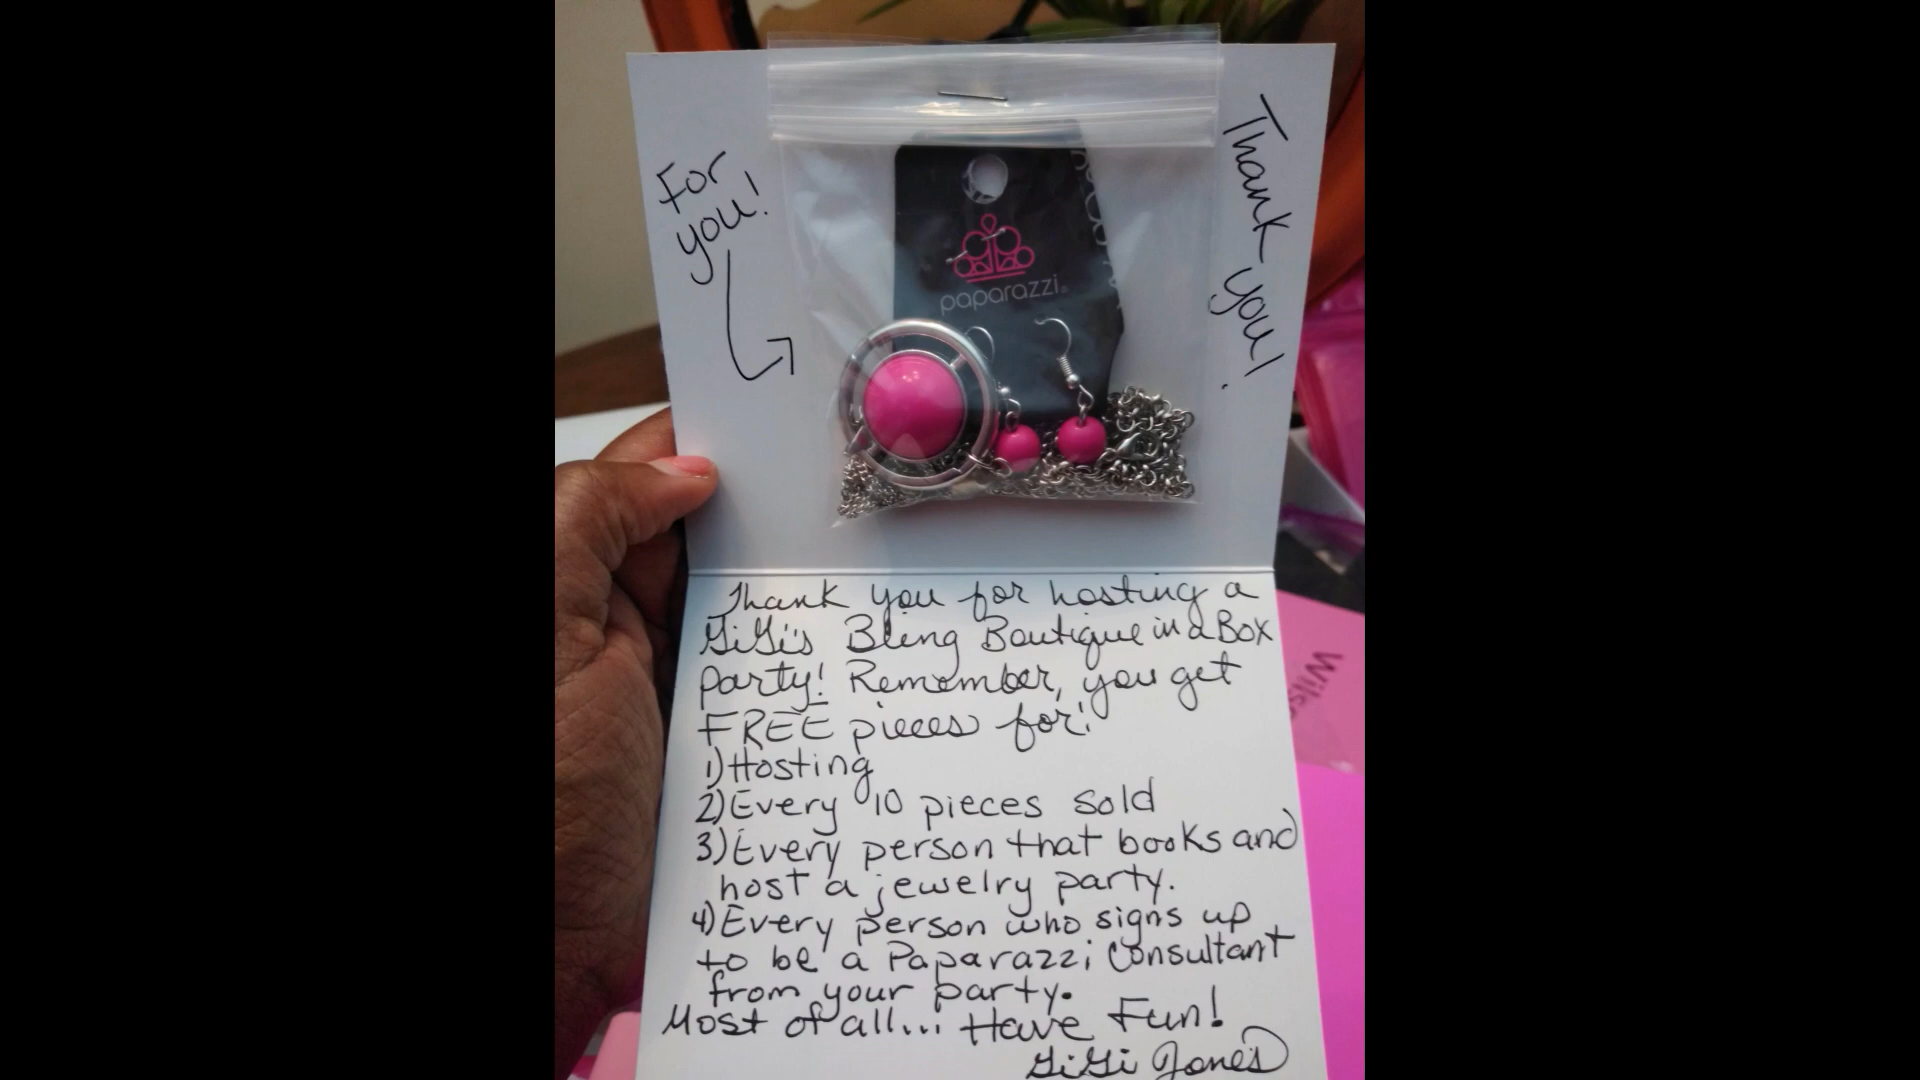 For
you!
Thank you!
paparazzi
Thank you for hosting a
GiGi's Bling Boutique in a Box
Party! Remember, you get
FREE pieces for:
1) Hosting
2) Every 10 pieces sold
3) Every person that books and
host a jewelry party.
4) Every person who signs up
to be a Paparazzi Consultant
from your party.
Most of all... Have Fun!
GiGi Jones